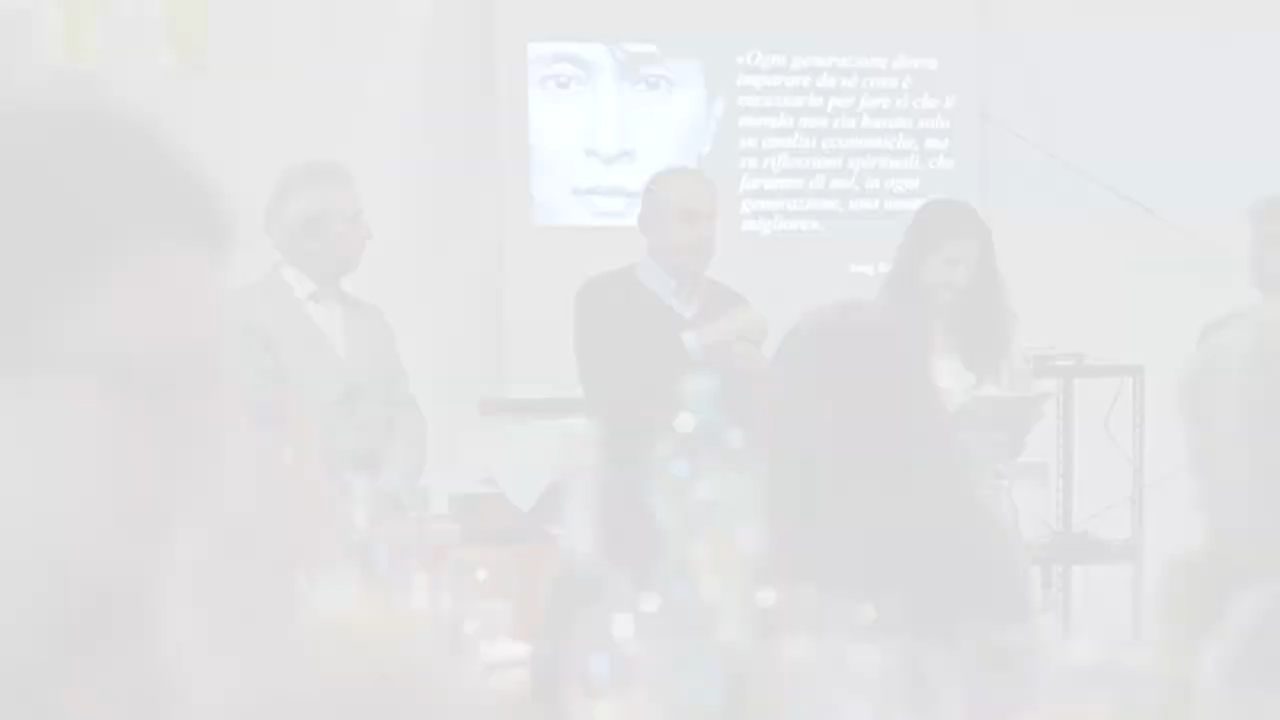 «Ogni generazione dovrà
imparare da sé cosa è
necessario per fare sì che il
mondo non sia basato solo
su analisi economiche, ma
su riflessioni spirituali, che
faranno di noi, in ogni
generazione, una
migliore».